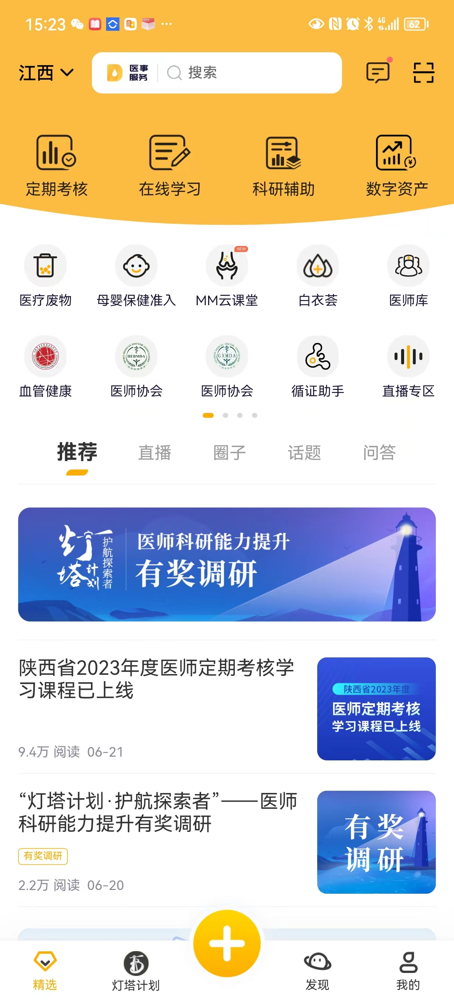 15:23
4G
62
江西
医事
服务
搜索
定期考核
在线学习
科研辅助
数字资产
NEW
医疗废物
母婴保健准入
MM云课堂
白衣荟
医师库
HEBMDA
GXMDA
血管健康
医师协会
医师协会
循证助手
直播专区
推荐
直播
圈子
话题
问答
灯塔计划
护航探索者
医师科研能力提升
有奖调研
陕西省2023年度医师定期考核学
习课程已上线
9.4万 阅读 06-21
陕西省2023年度
医师定期考核
学习课程已上线
“灯塔计划·护航探索者”——医师
科研能力提升有奖调研
有奖调研
2.2万 阅读 06-20
有奖
调研
精选
灯塔计划
发现
我的